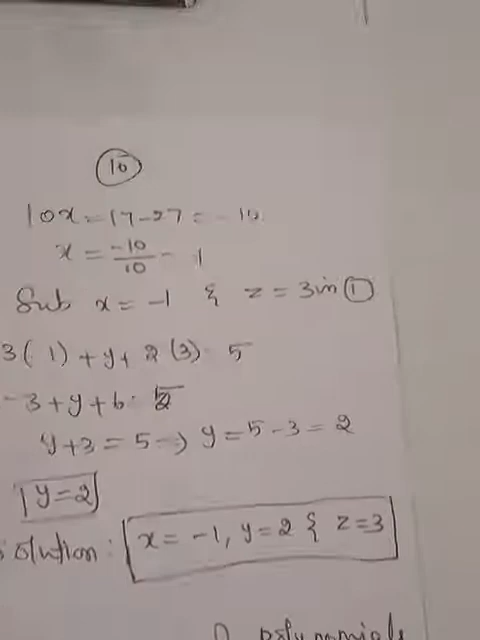 10
10x = 17-27 = -10
x = -10/10 - 1
Sub x = -1 & z = 3 in ①
3( 1) + y + 2(3) 5
-3 + y + 6 5
y+3 = 5 → y = 5-3 = 2
y=2
solution: x = -1, y=2 & z=3
polynomials